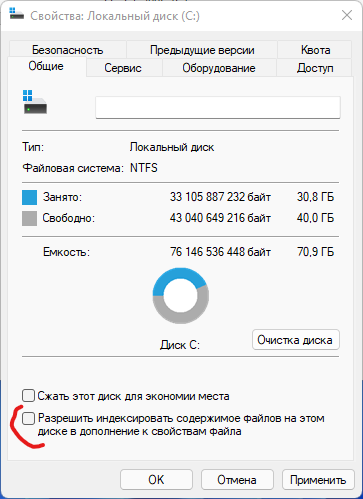 Свойства: Локальный диск (C:)
Безопасность Предыдущие версии Квота
Общие Сервис Оборудование Доступ
Тип: Локальный диск
Файловая система: NTFS
Занято: 33 105 887 232 байт 30,8 ГБ
Свободно: 43 040 649 216 байт 40,0 ГБ
Емкость: 76 146 536 448 байт 70,9 ГБ
Диск C:
Очистка диска
Сжать этот диск для экономии места
Разрешить индексировать содержимое файлов на этом
диске в дополнение к свойствам файла
OK Отмена Применить